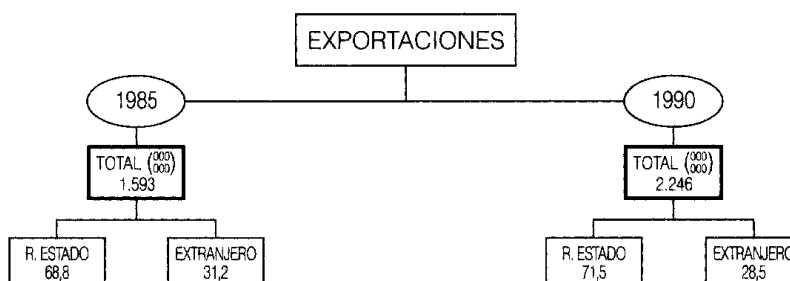 EXPORTACIONES
1985
1990
TOTAL (000 000)
1.593
TOTAL (000 000)
2.246
R. ESTADO
68,8
EXTRANJERO
31,2
R. ESTADO
71,5
EXTRANJERO
28,5